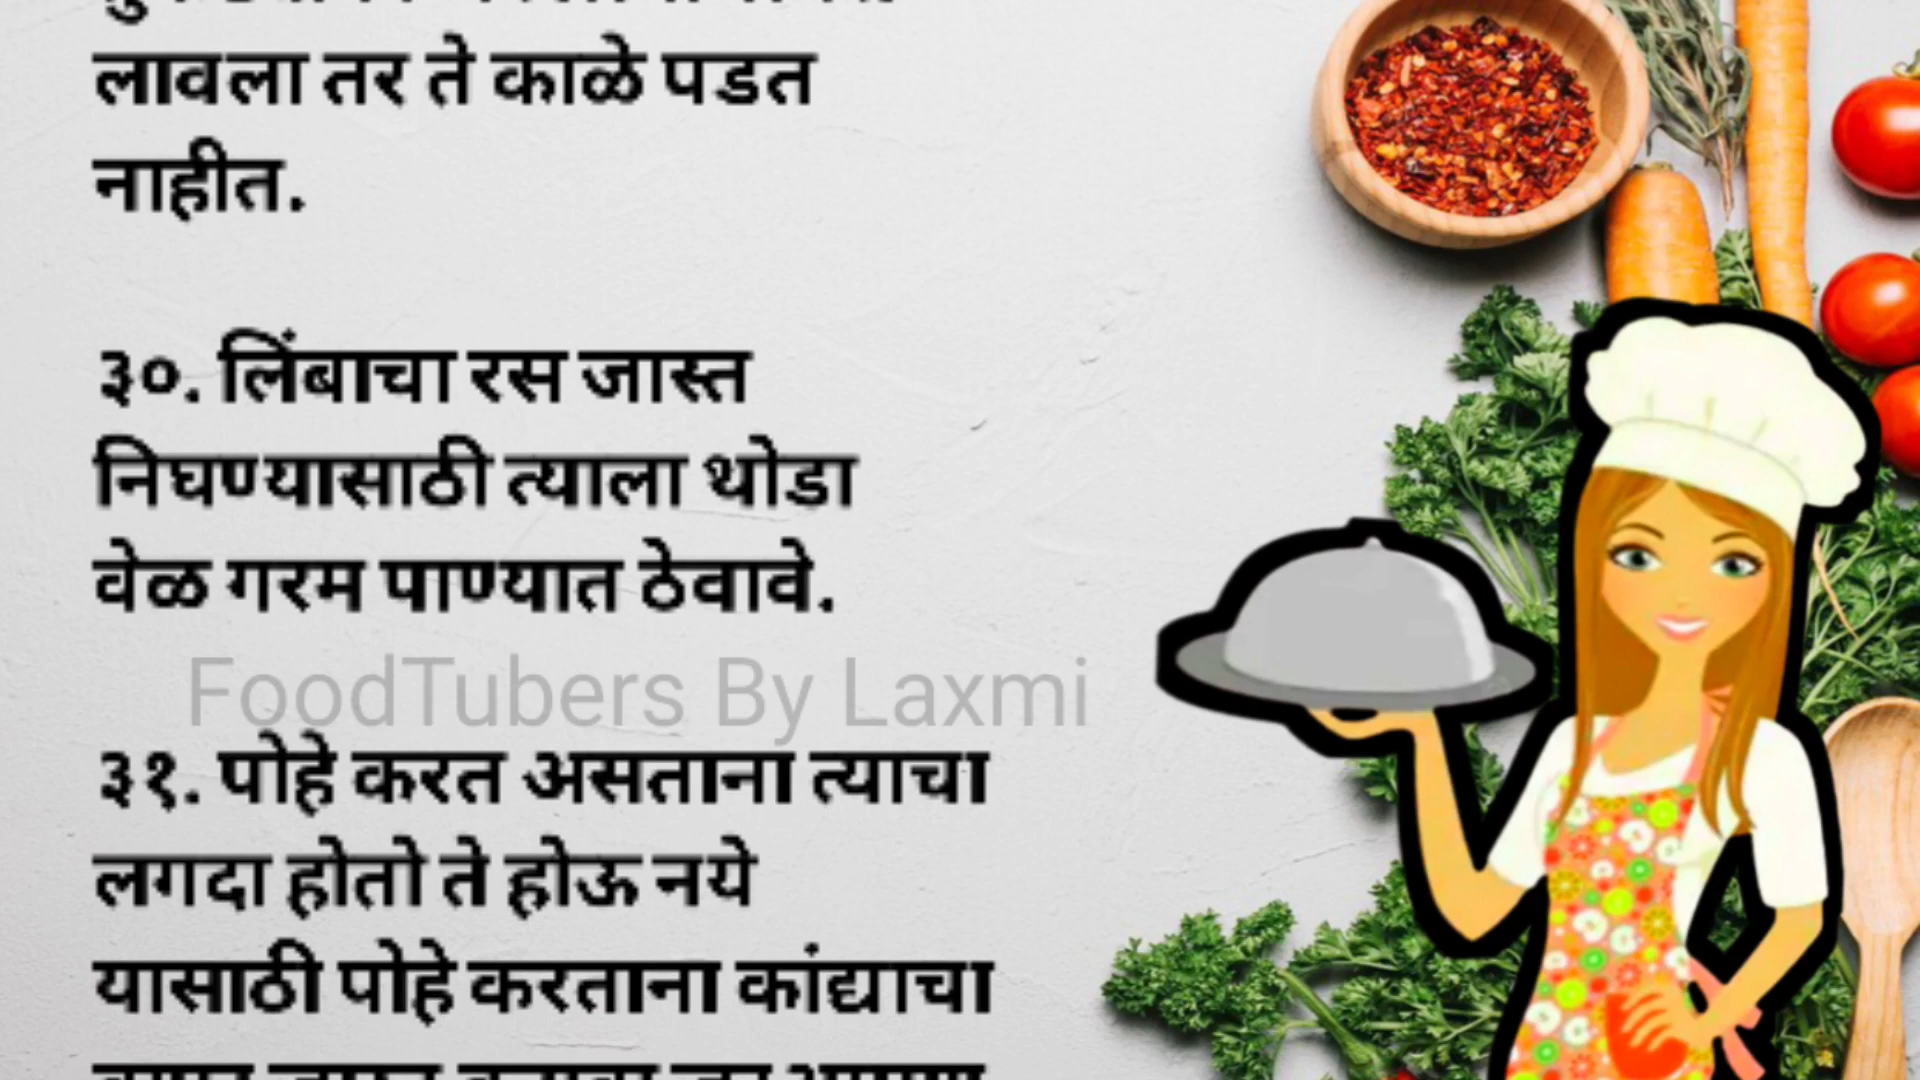 लावला तर ते काळे पडत
नाहीत.
३०. लिंबाचा रस जास्त
निघण्यासाठी त्याला थोडा
वेळ गरम पाण्यात ठेवावे.
FoodTubers By Laxmi
३१. पोहे करत असताना त्याचा
लगदा होतो ते होऊ नये
यासाठी पोहे करताना कांद्याचा